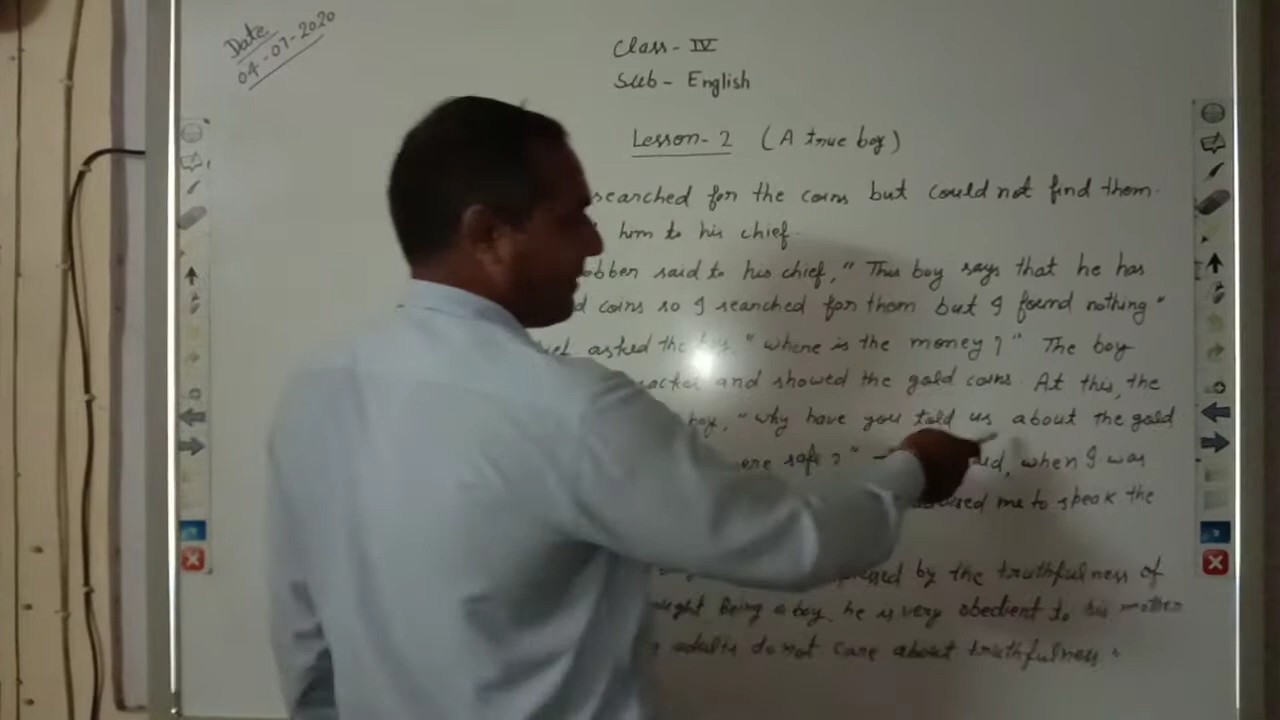 Date
04-07-2020
Class- IV
Sub- English
Lesson-2 (A true boy)
searched for the coins but could not find them.
him to his chief.
obber said to his chief, "This boy says that he has
d coins so I searched for them but I found nothing"
asked the "where is the money?" The boy
and showed the gold coins. At this, the
boy, "why have you told us about the gold
safe?" when I was
me to speak the
by the truthfulness of
Being a boy, he is very obedient to his mother
adults do not care about truthfulness.